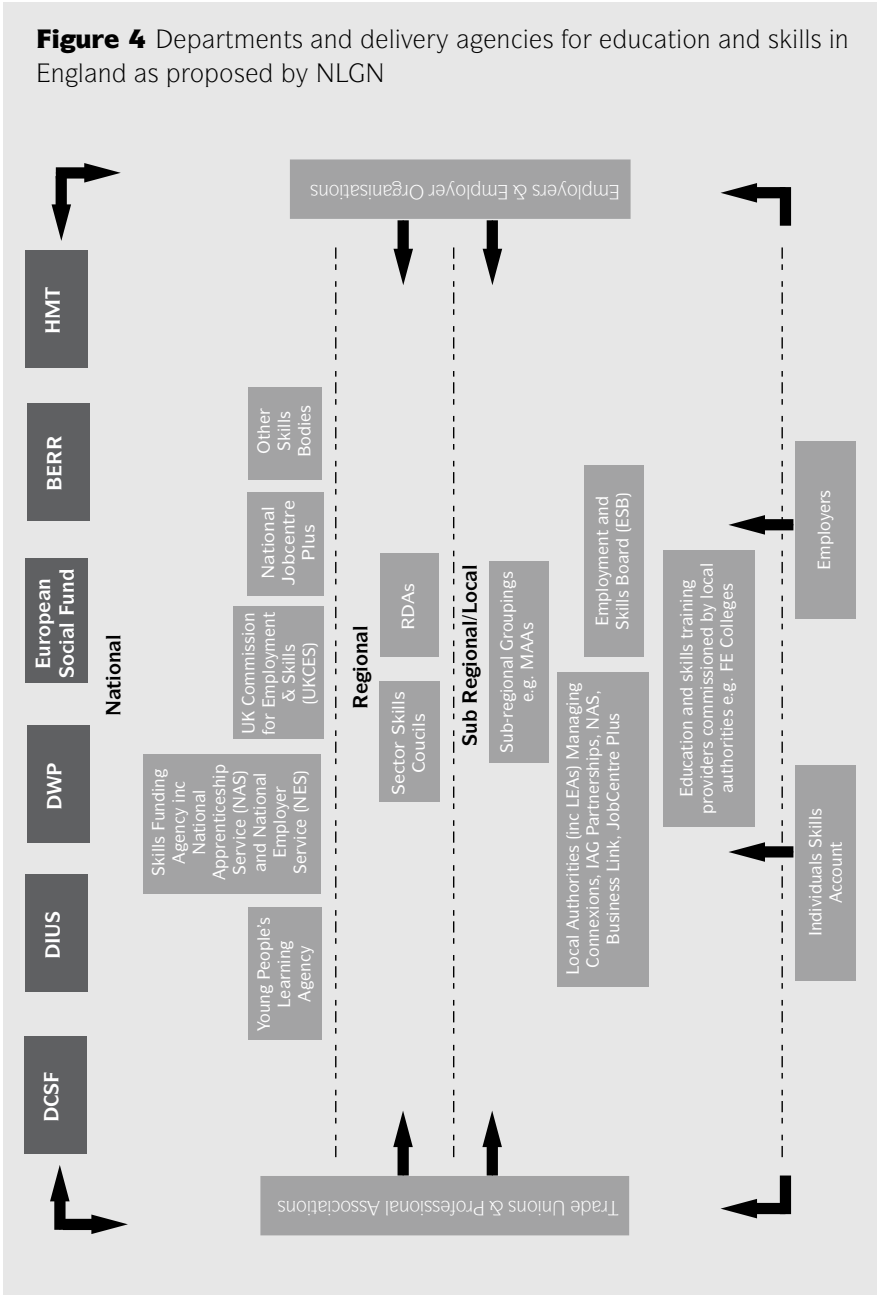 Figure 4 Departments and delivery agencies for education and skills in
England as proposed by NLGN
DCSF
DIUS
DWP
European
Social Fund
BERR
HMT
National
Young People's
Learning
Agency
Skills Funding
Agency inc
National
Apprenticeship
Service (NAS)
and National
Employer
Service (NES)
UK Commission
for Employment
& Skills
(UKCES)
National
Jobcentre
Plus
Other
Skills
Bodies
Regional
Sector Skills
Coucils
RDAs
Sub Regional/Local
Sub-regional Groupings
e.g. MAAs
Local Authorities (inc LEAs) Managing
Connexions, IAG Partnerships, NAS,
Business Link, JobCentre Plus
Employment and
Skills Board (ESB)
Education and skills training
providers commissioned by local
authorities e.g. FE Colleges
Individuals Skills
Account
Employers
Trade Unions & Professional Associations
Employers & Employer Organisations